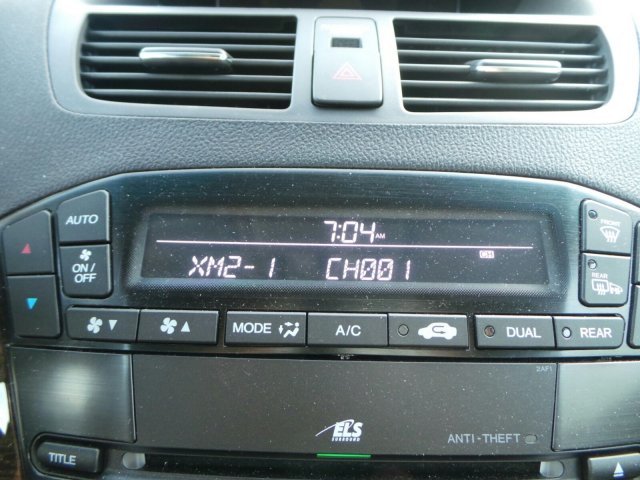 7:04 AM
XM2-1 CH001
AUTO
ON/
OFF
FRONT
REAR
MODE
A/C
DUAL
REAR
2AF1
ELS
SURROUND
ANTI-THEFT
TITLE